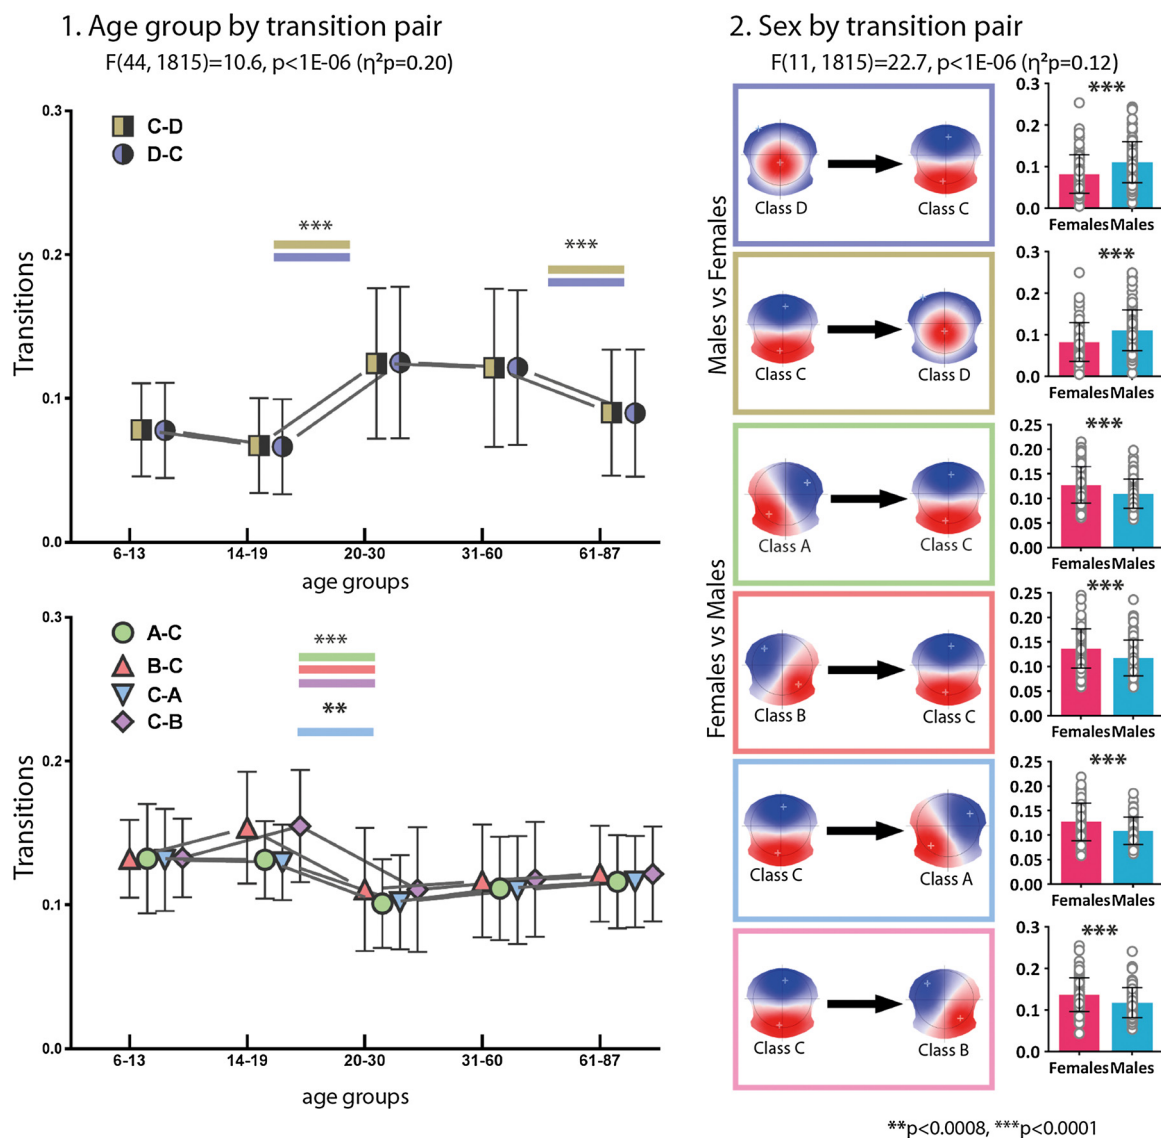 1. Age group by transition pair
F(44, 1815)=10.6, p<1E-06 (η²p=0.20)
0.3
C-D
D-C
***
***
0.2
Transitions
0.1
0.0
6-13 14-19 20-30 31-60 61-87
age groups
0.3
A-C
B-C
C-A
C-B
***
**
0.2
Transitions
0.1
0.0
6-13 14-19 20-30 31-60 61-87
age groups
2. Sex by transition pair
F(11, 1815)=22.7, p<1E-06 (η²p=0.12)
Males vs Females
Class D Class C
***
0.3
0.2
0.1
0.0
Females Males
Class C Class D
***
0.3
0.2
0.1
0.0
Females Males
Females vs Males
Class A Class C
***
0.25
0.20
0.15
0.10
0.05
0.00
Females Males
Class B Class C
***
0.25
0.20
0.15
0.10
0.05
0.00
Females Males
Class C Class A
***
0.25
0.20
0.15
0.10
0.05
0.00
Females Males
Class C Class B
***
0.3
0.2
0.1
0.0
Females Males
**p<0.0008, ***p<0.0001